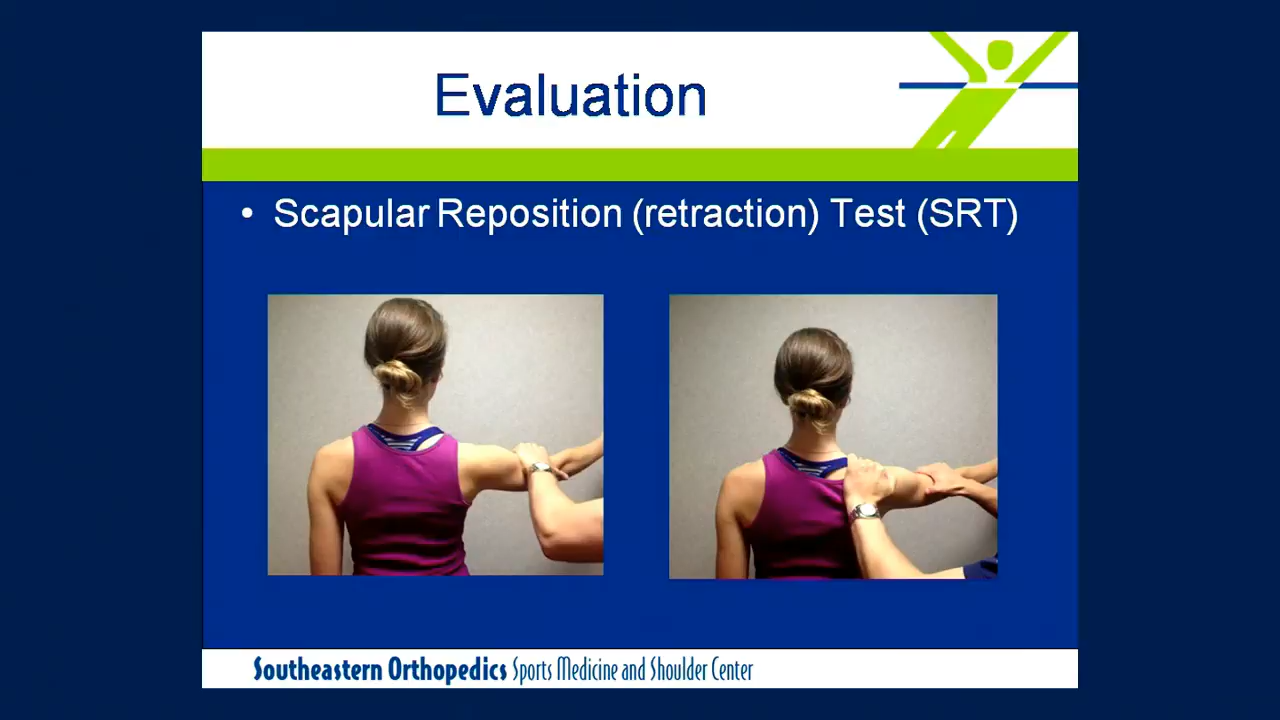 Evaluation
• Scapular Reposition (retraction) Test (SRT)
Southeastern Orthopedics Sports Medicine and Shoulder Center